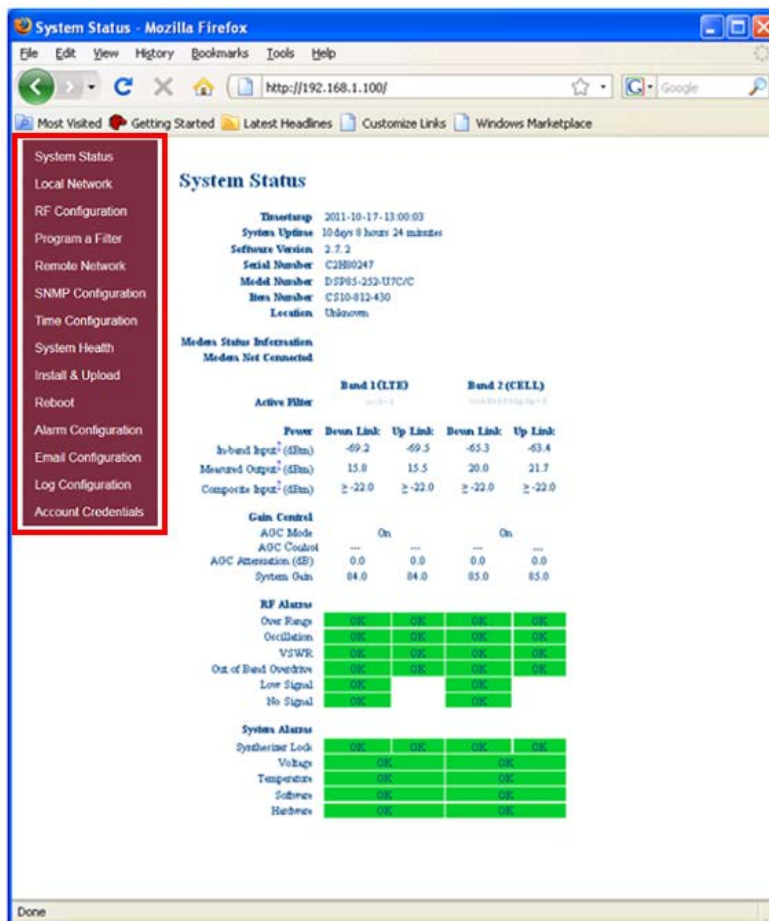 System Status - Mozilla Firefox
File Edit View History Bookmarks Tools Help
http://192.168.1.100/
Google
Most Visited Getting Started Latest Headlines Customize Links Windows Marketplace
System Status
Local Network
RF Configuration
Program a Filter
Remote Network
SNMP Configuration
Time Configuration
System Health
Install & Upload
Reboot
Alarm Configuration
Email Configuration
Log Configuration
Account Credentials
System Status
Timestamp 2011-10-17-13:00:03
System Uptime 10 days 8 hours 24 minutes
Software Version 2.7.2
Serial Number C2H80247
Model Number DSP85-252-U7C/C
Item Number CS10-812-430
Location Unknown
Modem Status Information
Modem Not Connected
Band 1 (LTE) Band 2 (CELL)
Active Filter
Power Down Link Up Link Down Link Up Link
In-band Input (dBm) -69.2 -69.5 -65.3 -63.4
Measured Output (dBm) 15.8 15.5 20.0 21.7
Composite Input (dBm) ≥ -22.0 ≥ -22.0 ≥ -22.0 ≥ -22.0
Gain Control
AGC Mode On On
AGC Control --- --- --- ---
AGC Attenuation (dB) 0.0 0.0 0.0 0.0
System Gain 84.0 84.0 85.0 85.0
RF Alarms
Over Range OK OK OK OK
Oscillation OK OK OK OK
VSWR OK OK OK OK
Out of Band Overdrive OK OK OK OK
Low Signal OK OK
No Signal OK OK
System Alarms
Synthesizer Lock OK OK OK OK
Voltage OK OK
Temperature OK OK
Software OK OK
Hardware OK OK
Done